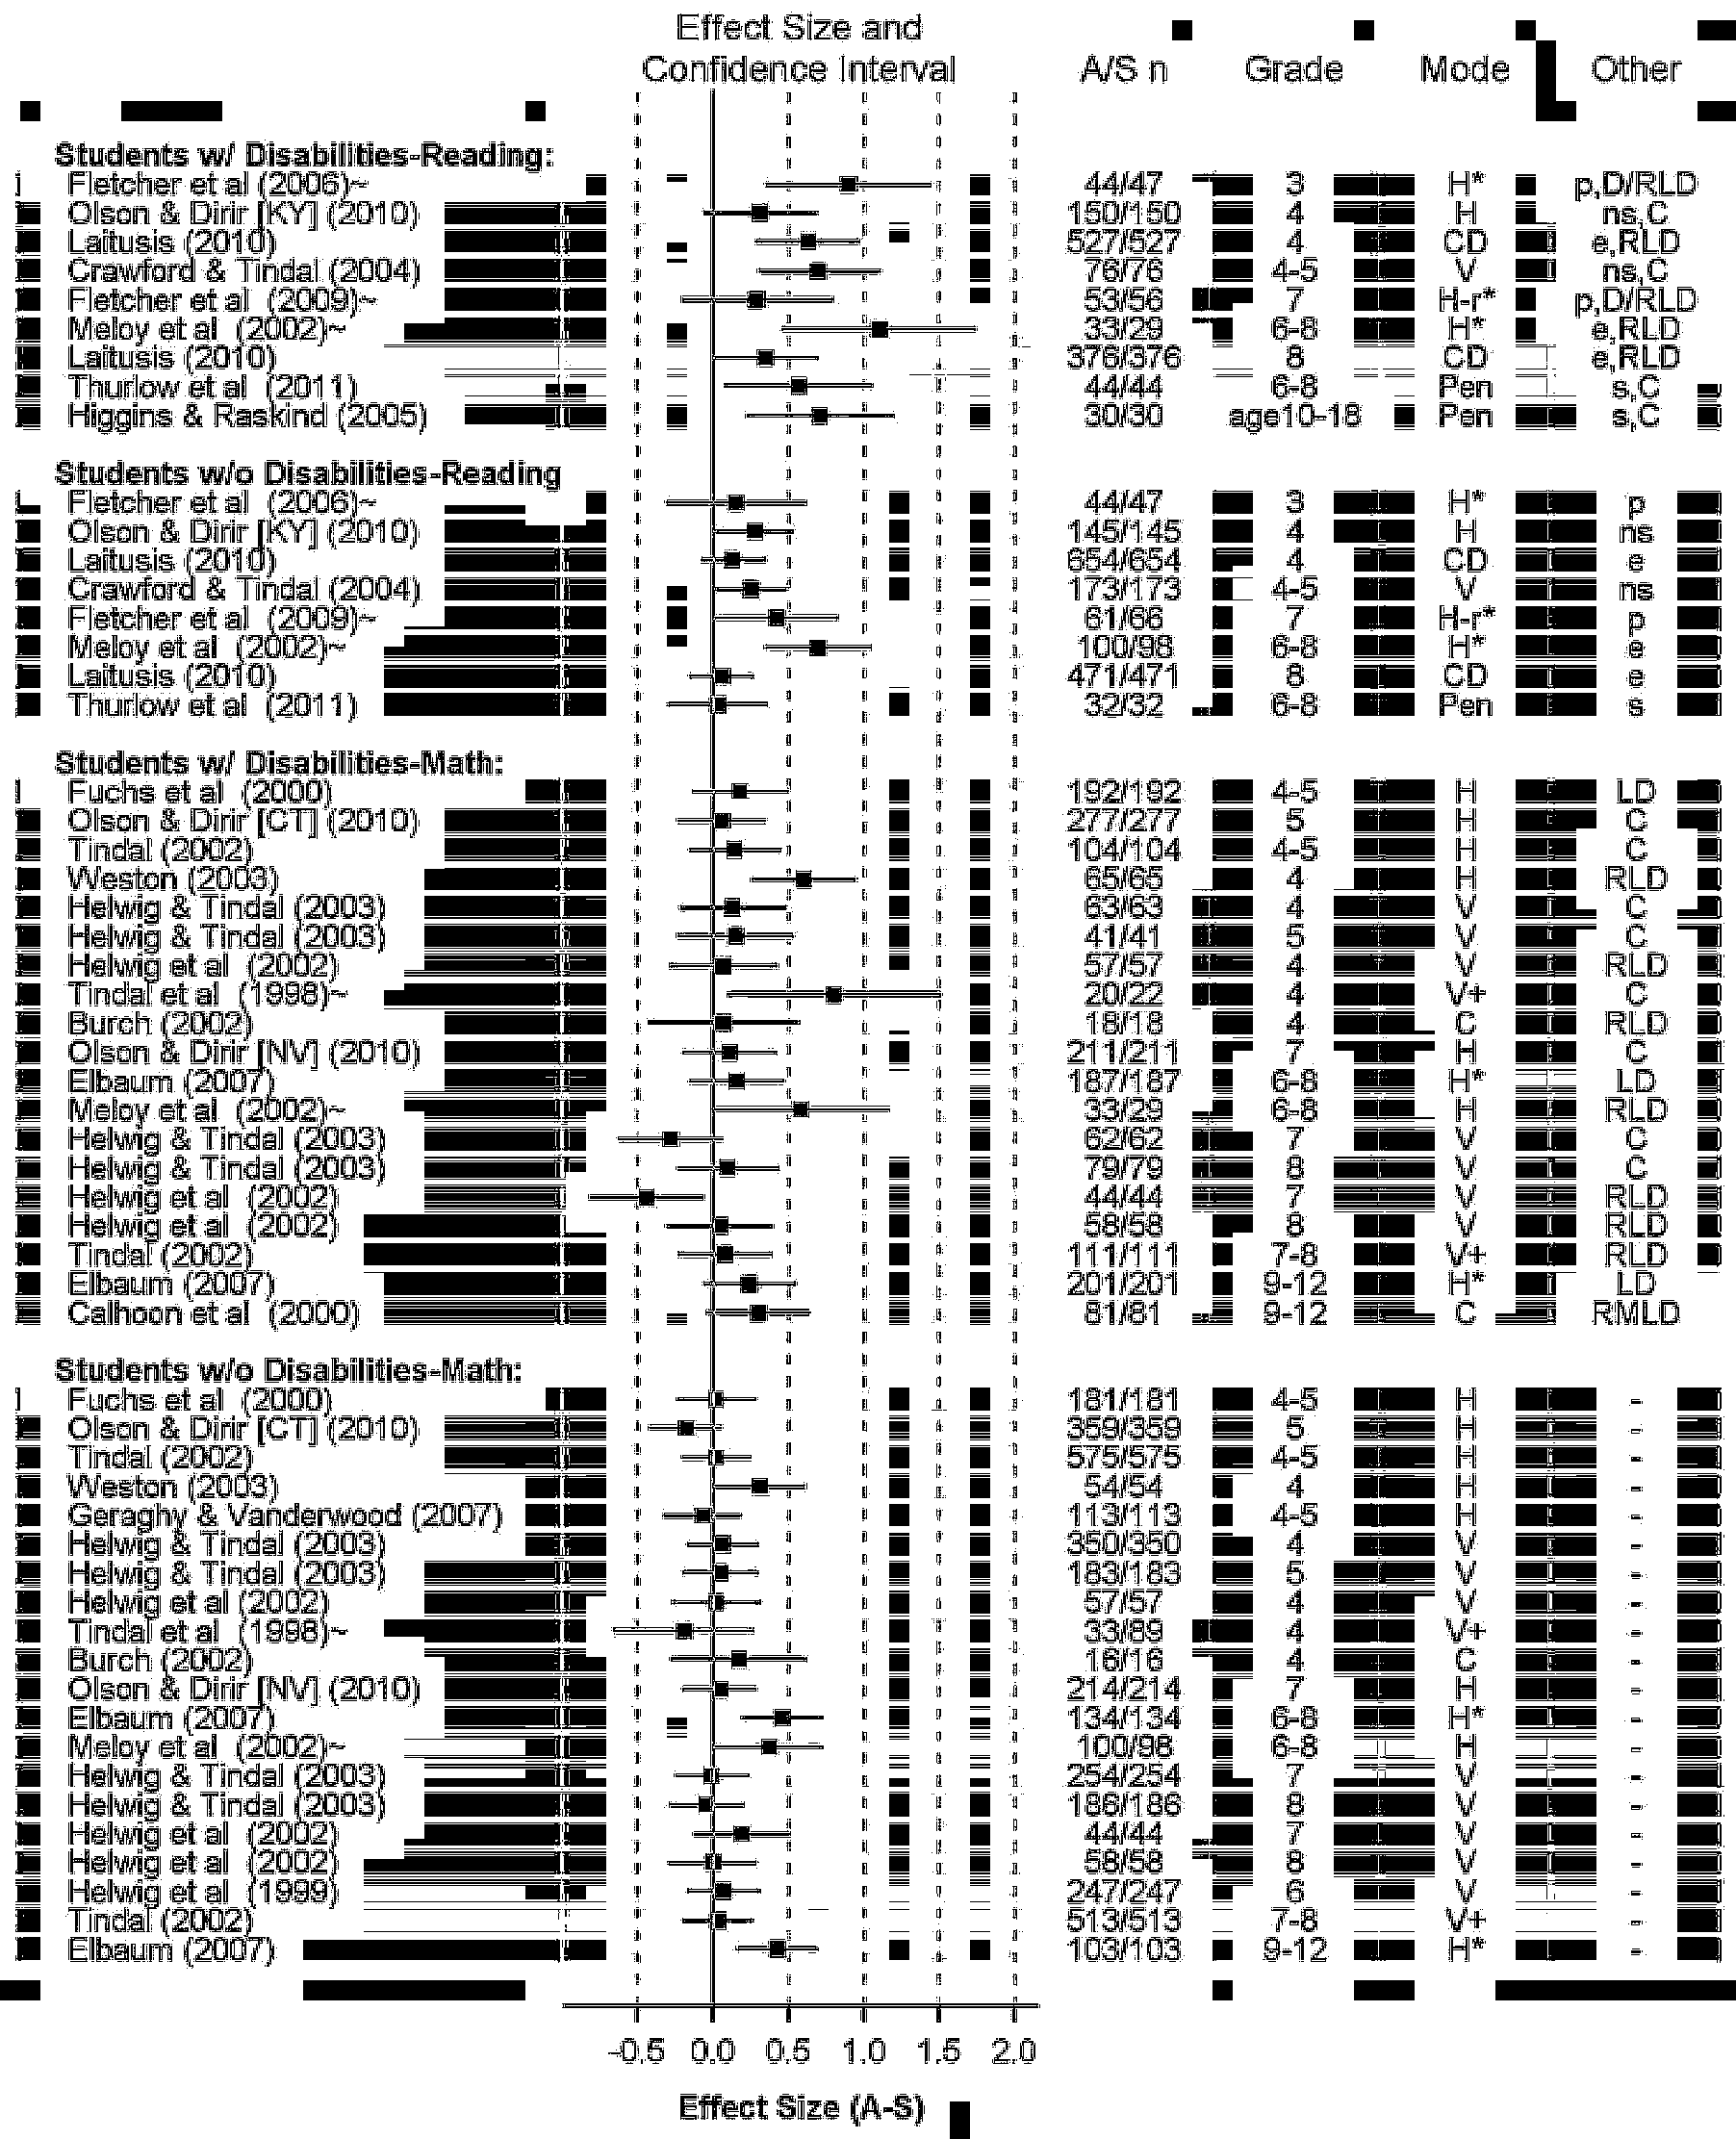 Effect Size and
Confidence Interval A/S n Grade Mode Other
Students w/ Disabilities-Reading:
Fletcher et al (2006)~ 44/47 3 H* p,D/RLD
Olson & Dirir [KY] (2010) 150/150 4 H ns,C
Laitusis (2010) 527/527 4 CD e,RLD
Crawford & Tindal (2004) 76/76 4-5 V ns,C
Fletcher et al (2009)~ 53/56 7 H-r* p,D/RLD
Meloy et al (2002)~ 33/29 6-8 H* e,RLD
Laitusis (2010) 376/376 8 CD e,RLD
Thurlow et al (2011) 44/44 6-8 Pen s,C
Higgins & Raskind (2005) 30/30 age10-18 Pen s,C
Students w/o Disabilities-Reading
Fletcher et al (2006)~ 44/47 3 H* p
Olson & Dirir [KY] (2010) 145/145 4 H ns
Laitusis (2010) 654/654 4 CD e
Crawford & Tindal (2004) 173/173 4-5 V ns
Fletcher et al (2009)~ 61/66 7 H-r* p
Meloy et al (2002)~ 100/98 6-8 H* e
Laitusis (2010) 471/471 8 CD e
Thurlow et al (2011) 32/32 6-8 Pen s
Students w/ Disabilities-Math:
Fuchs et al (2000) 192/192 4-5 H LD
Olson & Dirir [CT] (2010) 277/277 5 H C
Tindal (2002) 104/104 4-5 H C
Weston (2003) 65/65 4 H RLD
Helwig & Tindal (2003) 63/63 4 V C
Helwig & Tindal (2003) 41/41 5 V C
Helwig et al (2002) 57/57 4 V RLD
Tindal et al (1998)~ 20/22 4 V+ C
Burch (2002) 18/18 4 C RLD
Olson & Dirir [NV] (2010) 211/211 7 H C
Elbaum (2007) 187/187 6-8 H* LD
Meloy et al (2002)~ 33/29 6-8 H RLD
Helwig & Tindal (2003) 62/62 7 V C
Helwig & Tindal (2003) 79/79 8 V C
Helwig et al (2002) 44/44 7 V RLD
Helwig et al (2002) 58/58 8 V RLD
Tindal (2002) 111/111 7-8 V+ RLD
Elbaum (2007) 201/201 9-12 H* LD
Calhoon et al (2000) 81/81 9-12 C RMLD
Students w/o Disabilities-Math:
Fuchs et al (2000) 181/181 4-5 H -
Olson & Dirir [CT] (2010) 359/359 5 H -
Tindal (2002) 575/575 4-5 H -
Weston (2003) 54/54 4 H -
Geraghy & Vanderwood (2007) 113/113 4-5 H -
Helwig & Tindal (2003) 350/350 4 V -
Helwig & Tindal (2003) 183/183 5 V -
Helwig et al (2002) 57/57 4 V -
Tindal et al (1998)~ 33/89 4 V+ -
Burch (2002) 16/16 4 C -
Olson & Dirir [NV] (2010) 214/214 7 H -
Elbaum (2007) 134/134 6-8 H* -
Meloy et al (2002)~ 100/98 6-8 H -
Helwig & Tindal (2003) 254/254 7 V -
Helwig & Tindal (2003) 186/186 8 V -
Helwig et al (2002) 44/44 7 V -
Helwig et al (2002) 58/58 8 V -
Helwig et al (1999) 247/247 6 V -
Tindal (2002) 513/513 7-8 V+ -
Elbaum (2007) 103/103 9-12 H* -
-0.5 0.0 0.5 1.0 1.5 2.0
Effect Size (A-S)